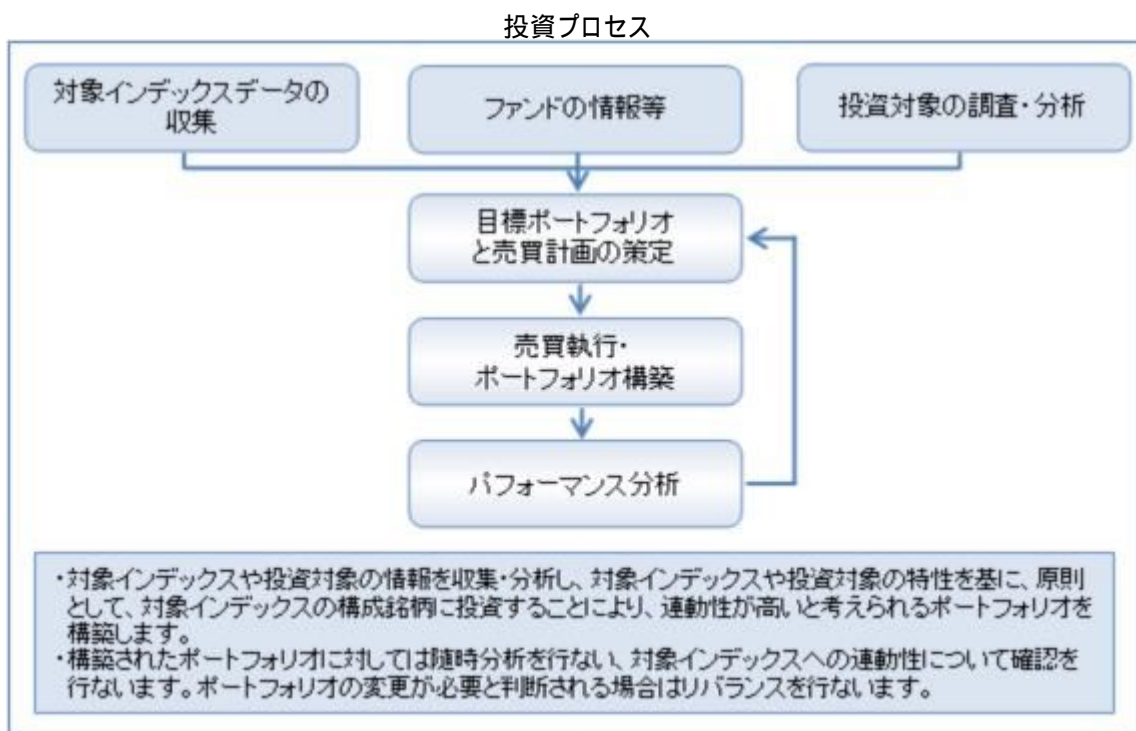 投資プロセス
対象インデックスデータの
収集
ファンドの情報等
投資対象の調査・分析
目標ポートフォリオ
と売買計画の策定
売買執行・
ポートフォリオ構築
パフォーマンス分析
・対象インデックスや投資対象の情報を収集・分析し、対象インデックスや投資対象の特性を基に、原則
として、対象インデックスの構成銘柄に投資することにより、連動性が高いと考えられるポートフォリオを
構築します。
・構築されたポートフォリオに対しては随時分析を行ない、対象インデックスへの連動性について確認を
行ないます。ポートフォリオの変更が必要と判断される場合はリバランスを行ないます。